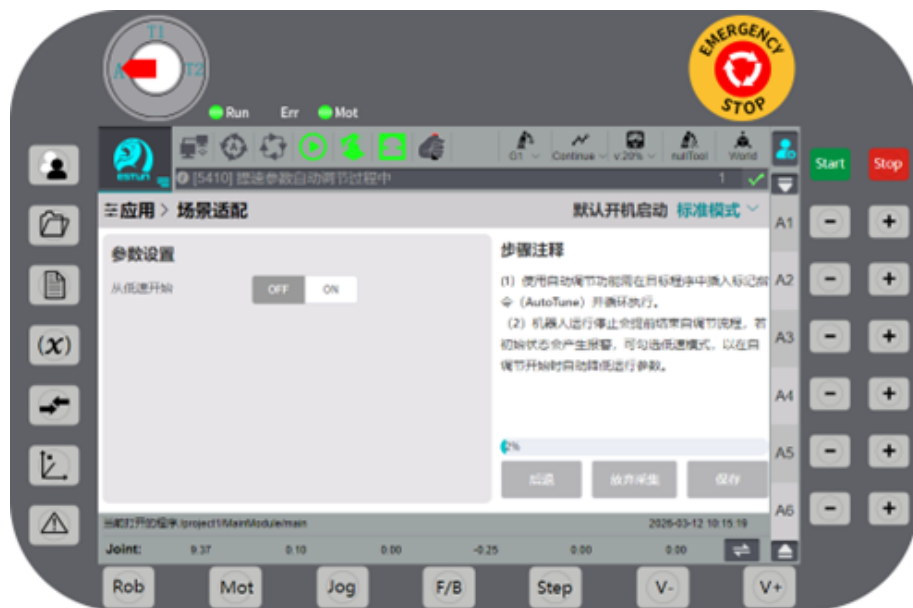 T1
A
T2
EMERGENCY
STOP
Run Err Mot
ESTUN
G1 Continue v 20% nullTool World
[5410] 提速参数自动调节过程中 1
Start Stop
应用 > 场景适配 默认开机启动 标准模式
A1 - +
参数设置
从低速开始 OFF ON
步骤注释
(1) 使用自动调节功能需在目标程序中插入标记指
令（AutoTune）并循环执行。
（2）机器人运行停止会提前结束自调节流程，若
初始状态会产生报警，可勾选低速模式，以在自
调节开始时自动降低运行参数。
A2 - +
A3 - +
(x)
A4 - +
2%
A5 - +
后退 放弃采集 保存
A6 - +
当前打开的程序:/project1/MainModule/main 2026-03-12 10:15:19
Joint: 9.37 0.10 0.00 -0.25 0.00 0.00
Rob Mot Jog F/B Step V- V+